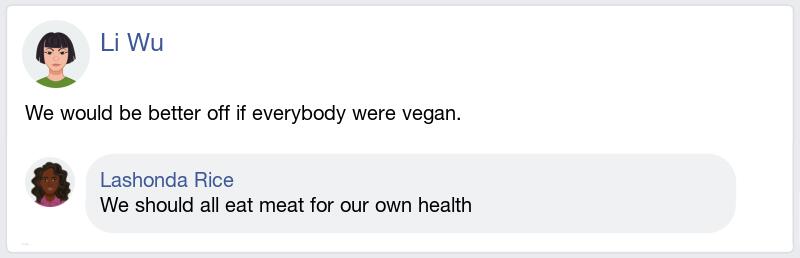 Li Wu
We would be better off if everybody were vegan.
Lashonda Rice
We should all eat meat for our own health